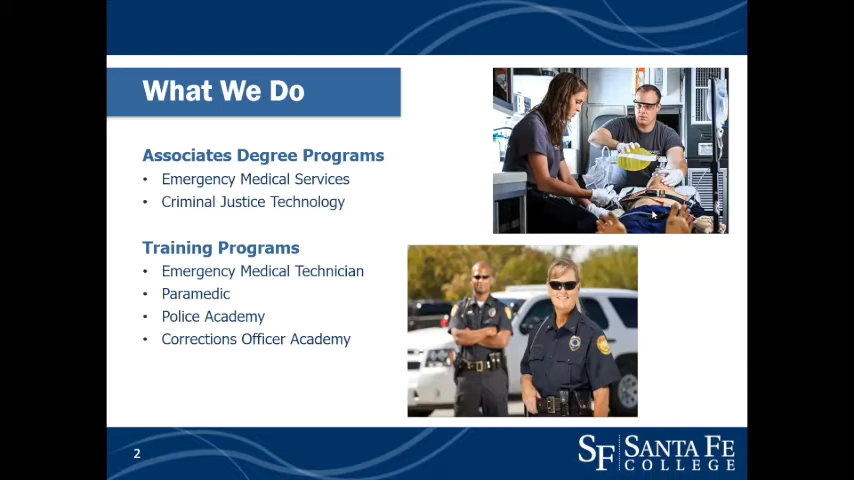 What We Do
Associates Degree Programs
• Emergency Medical Services
• Criminal Justice Technology
Training Programs
• Emergency Medical Technician
• Paramedic
• Police Academy
• Corrections Officer Academy
2
SF SANTA FE
COLLEGE